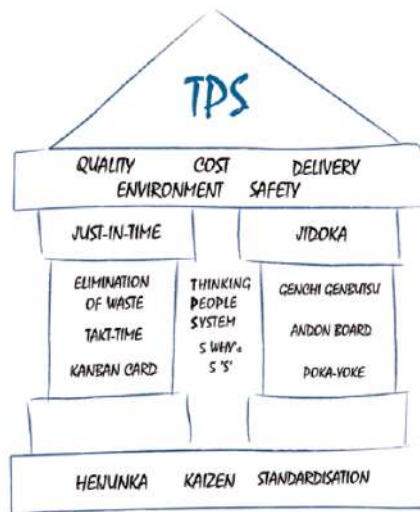 TPS
QUALITY COST DELIVERY
ENVIRONMENT SAFETY
JUST-IN-TIME
JIDOKA
ELIMINATION
OF WASTE
TAKT-TIME
KANBAN CARD
THINKING
PEOPLE
SYSTEM
5 WHY's
5 'S'
GENCHI GENBUTSU
ANDON BOARD
POKA-YOKE
HEIJUNKA KAIZEN STANDARDISATION